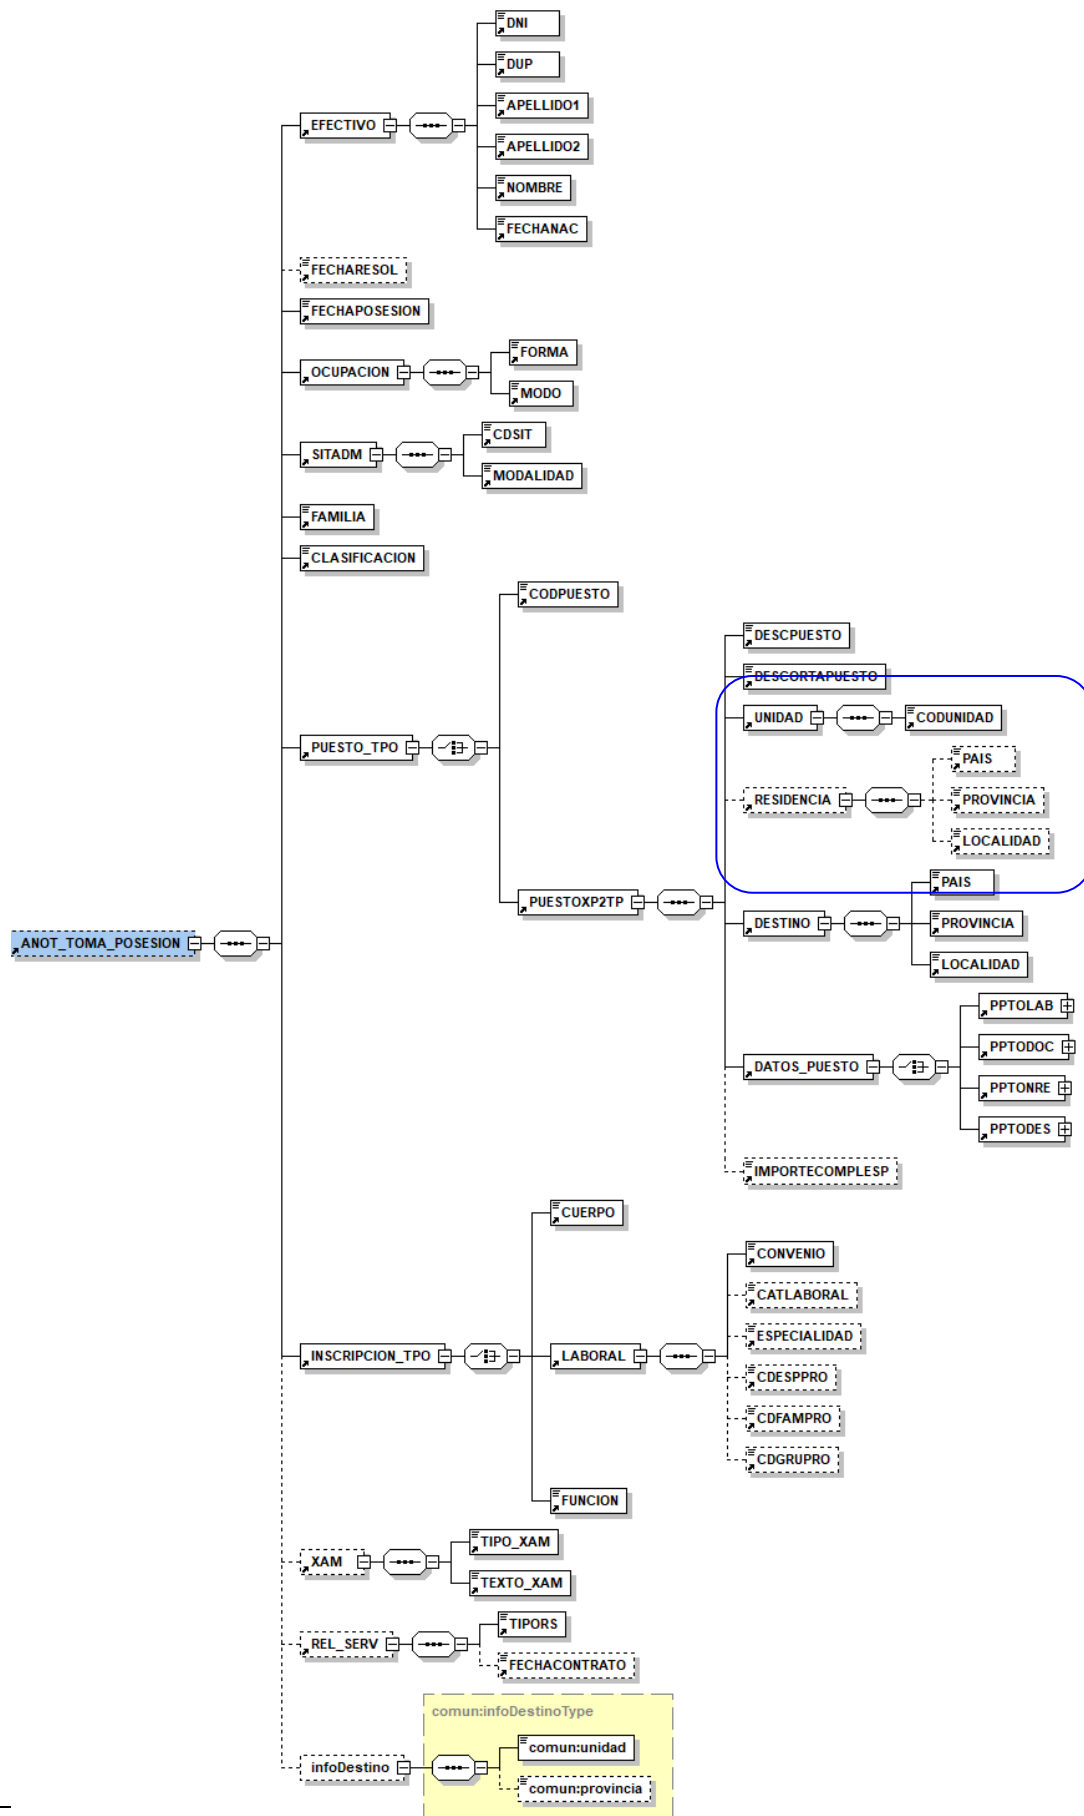 DNI
DUP
APELLIDO1
EFECTIVO
APELLIDO2
NOMBRE
FECHANAC
FECHARESOL
FECHAPOSESION
FORMA
OCUPACION
MODO
CDSIT
SITADM
MODALIDAD
FAMILIA
CLASIFICACION
CODPUESTO
DESCPUESTO
DESCORTAPUESTO
UNIDAD
CODUNIDAD
PUESTO_TPO
PAIS
RESIDENCIA
PROVINCIA
LOCALIDAD
PAIS
PUESTOXP2TP
DESTINO
PROVINCIA
ANOT_TOMA_POSESION
LOCALIDAD
PPTOLAB
PPTODOC
DATOS_PUESTO
PPTONRE
PPTODES
IMPORTECOMPLESP
CUERPO
CONVENIO
CATLABORAL
ESPECIALIDAD
INSCRIPCION_TPO
LABORAL
CDESPPRO
CDFAMPRO
CDGRUPRO
FUNCION
TIPO_XAM
XAM
TEXTO_XAM
TIPORS
REL_SERV
FECHACONTRATO
comun:infoDestinoType
comun:unidad
infoDestino
comun:provincia